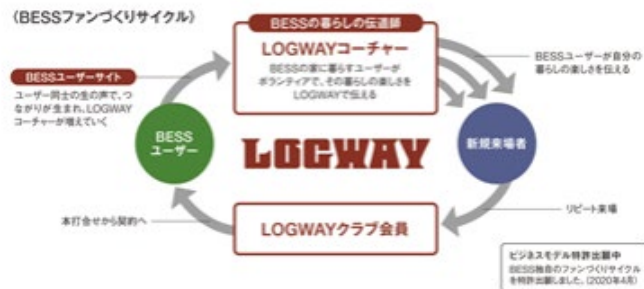 《BESSファンづくりサイクル》
BESSの暮らしの伝道師
LOGWAYコーチャー
BESSの家に暮らすユーザーが
ボランティアで、その暮らしの楽しさを
LOGWAYで伝える
BESSユーザーが自分の
暮らしの楽しさを伝える
BESSユーザーサイト
ユーザー同士の生の声で、つ
ながりが生まれ、LOGWAY
コーチャーが増えていく
BESS
ユーザー
LOGWAY
新規来場者
本打合せから契約へ
LOGWAYクラブ会員
リピート来場
ビジネスモデル特許出願中
BESS独自のファンづくりサイクル
を特許出願しました。(2020年4月)